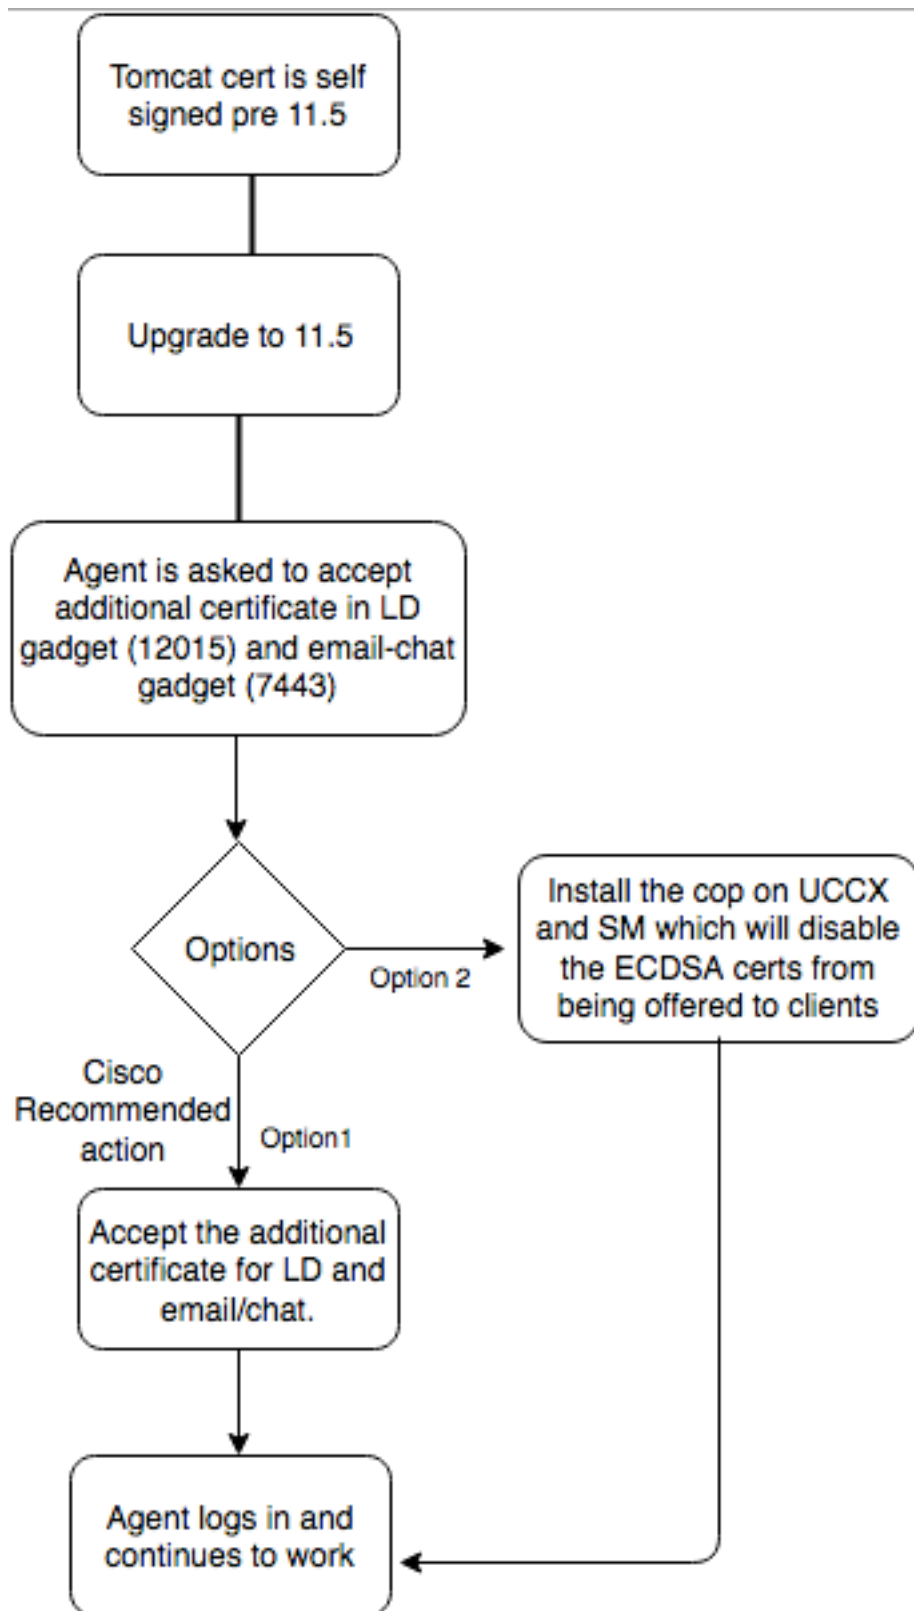 Tomcat cert is self
signed pre 11.5
Upgrade to 11.5
Agent is asked to accept
additional certificate in LD
gadget (12015) and email-chat
gadget (7443)
Options
Option 2
Install the cop on UCCX
and SM which will disable
the ECDSA certs from
being offered to clients
Cisco
Recommended
action
Option1
Accept the additional
certificate for LD and
email/chat.
Agent logs in and
continues to work